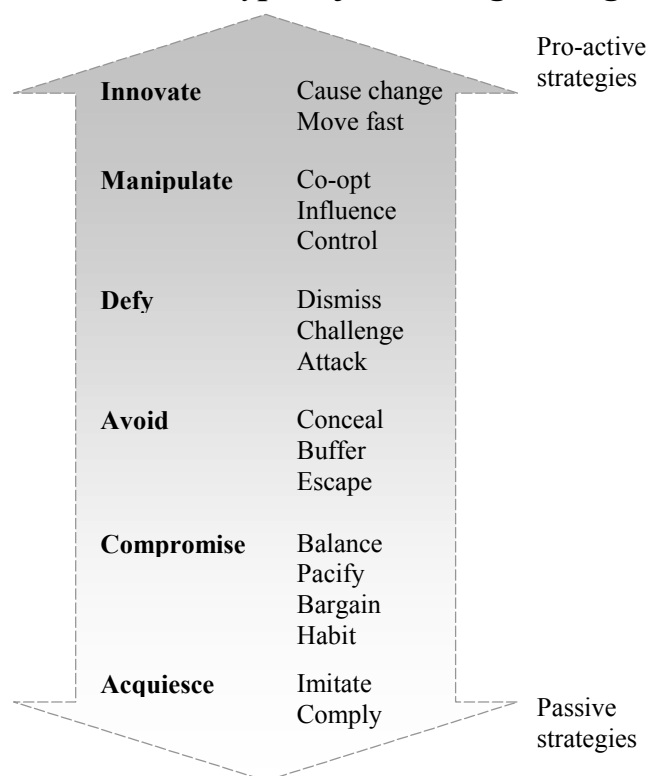 Pro-active
strategies
Innovate Cause change
Move fast
Manipulate Co-opt
Influence
Control
Defy Dismiss
Challenge
Attack
Avoid Conceal
Buffer
Escape
Compromise Balance
Pacify
Bargain
Habit
Acquiesce Imitate
Comply
Passive
strategies